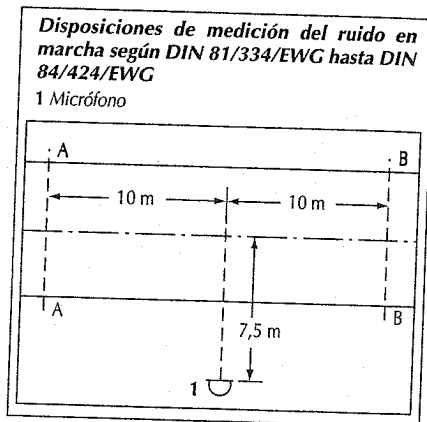 Disposiciones de medición del ruido en
marcha según DIN 81/334/EWG hasta DIN
84/424/EWG
1 Micrófono
A B
10 m 10 m
A B
7,5 m
1